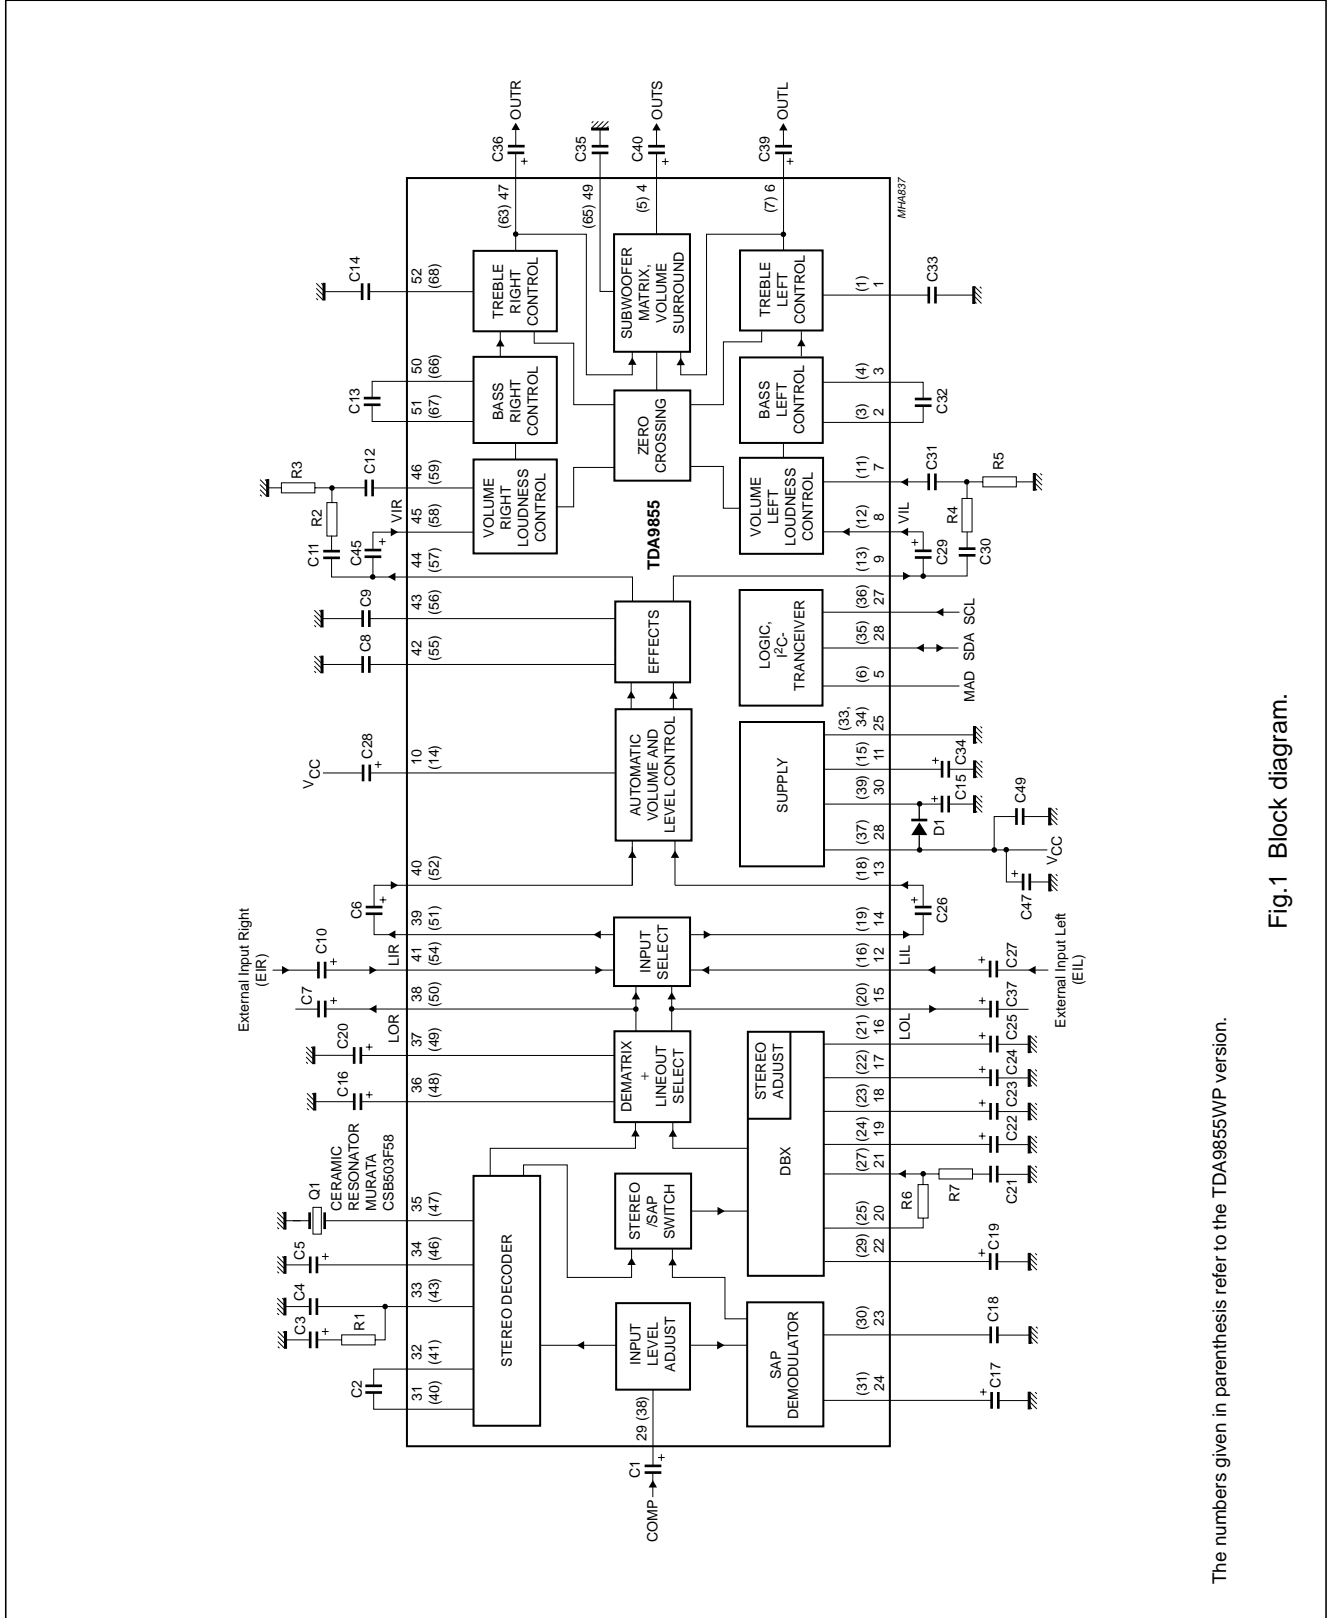 External Input Right
(EIR)
CERAMIC
RESONATOR
MURATA
CSB503F58
Q1
C2
C3
R1
C4
C5
C16
C20
C7
C10
C6
VCC
C28
C8
C9
C11
C45
R2
R3
C12
C13
C14
LOR
LIR
VIR
31
(40)
32
(41)
33
(43)
34
(46)
35
(47)
36
(48)
37
(49)
38
(50)
41
(54)
39
(51)
40
(52)
10
(14)
42
(55)
43
(56)
44
(57)
45
(58)
46
(59)
51
(67)
50
(66)
52
(68)
STEREO DECODER
VOLUME
RIGHT
LOUDNESS
CONTROL
BASS
RIGHT
CONTROL
TREBLE
RIGHT
CONTROL
(63) 47
C36
OUTR
(65) 49
C35
COMP
C1
29 (38)
INPUT
LEVEL
ADJUST
STEREO
/SAP
SWITCH
DEMATRIX
+
LINEOUT
SELECT
INPUT
SELECT
AUTOMATIC
VOLUME AND
LEVEL CONTROL
EFFECTS
TDA9855
ZERO
CROSSING
SUBWOOFER
MATRIX,
VOLUME
SURROUND
(5) 4
C40
OUTS
SAP
DEMODULATOR
DBX
STEREO
ADJUST
SUPPLY
LOGIC,
I2C-
TRANCEIVER
VOLUME
LEFT
LOUDNESS
CONTROL
BASS
LEFT
CONTROL
TREBLE
LEFT
CONTROL
(7) 6
C39
OUTL
(31)
24
(30)
23
(29)
22
(25)
20
(27)
21
(24)
19
(23)
18
(22)
17
(21)
16
(20)
15
(16)
12
(19)
14
(18)
13
(37)
28
(39)
30
(15)
11
(33,
34)
25
(6)
5
(35)
28
(36)
27
(13)
9
(12)
8
(11)
7
(3)
2
(4)
3
(1)
1
MHA837
LOL
LIL
VIL
C17
C18
C19
R6
R7
C21
C22
C23
C24
C25
C37
C27
C26
C47
VCC
C49
D1
C15
C34
MAD
SDA
SCL
C29
C30
R4
C31
R5
C32
C33
External Input Left
(EIL)
The numbers given in parenthesis refer to the TDA9855WP version.
Fig.1 Block diagram.